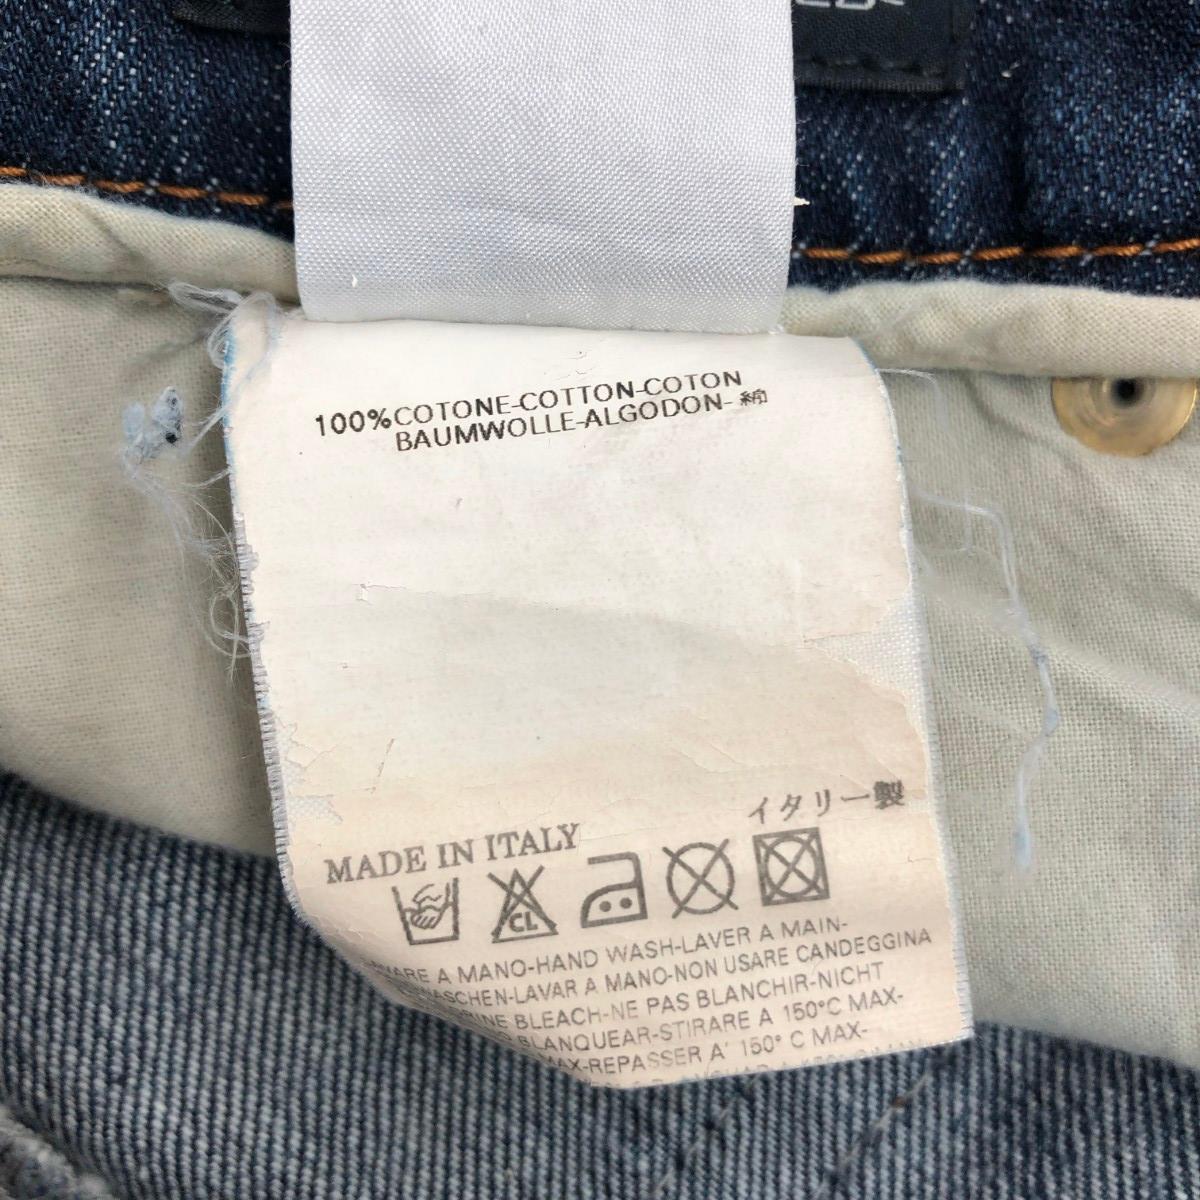 100% COTONE-COTTON-COTON
BAUMWOLLE-ALGODON- 綿
イタリー製
MADE IN ITALY
CL
A MANO-HAND WASH-LAVER A MAIN-
WASCHEN-LAVAR A MANO-NON USARE CANDEGGINA
BLEACH-NE PAS BLANCHIR-NICHT
BLANQUEAR-STIRARE A 150°C MAX-
MAX-REPASSER A' 150° C MAX-